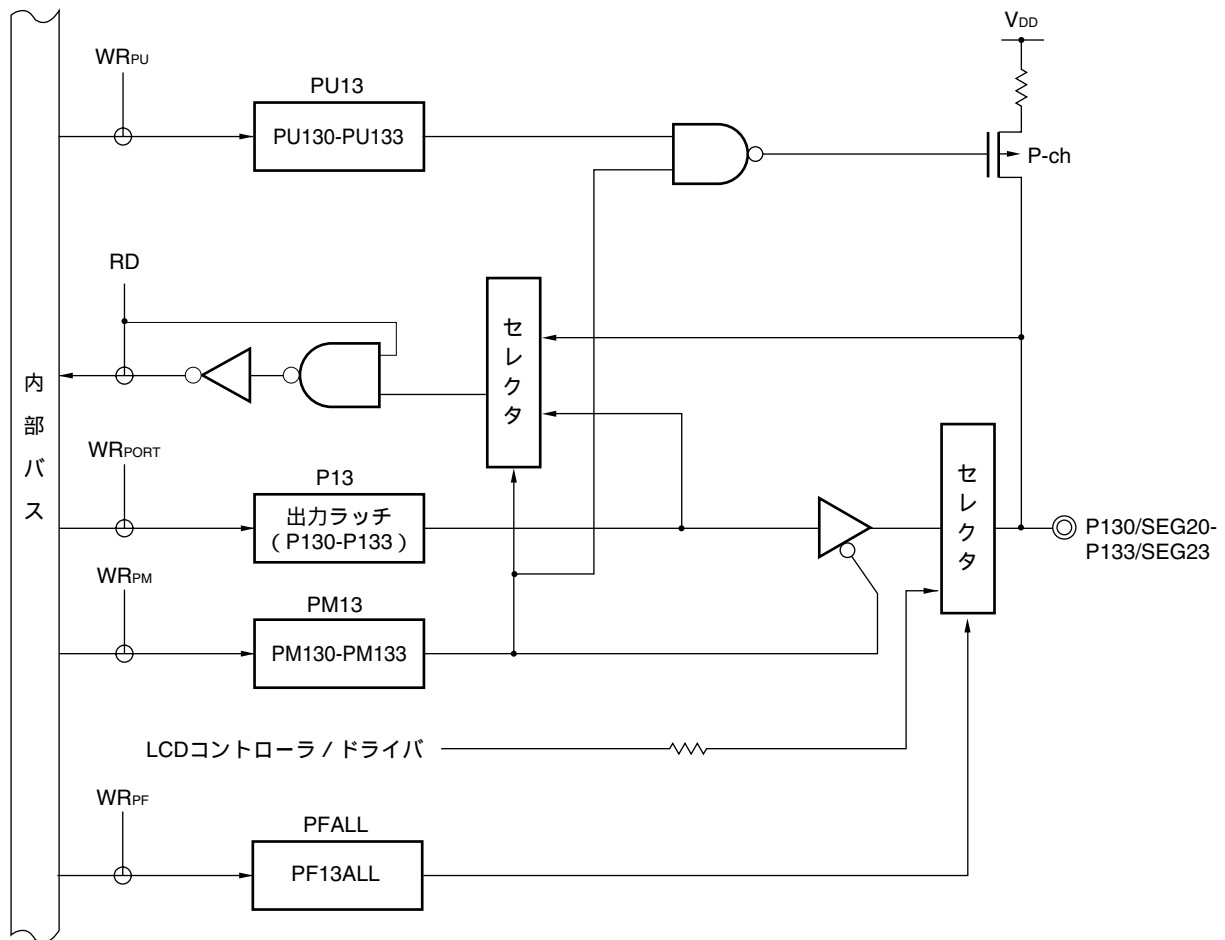 VDD
WRPU
PU13
PU130-PU133
P-ch
RD
セレクタ
内部バス
WRPORT
P13
出力ラッチ
(P130-P133)
セレクタ
P130/SEG20-
P133/SEG23
WRPM
PM13
PM130-PM133
LCDコントローラ/ドライバ
WRPF
PFALL
PF13ALL